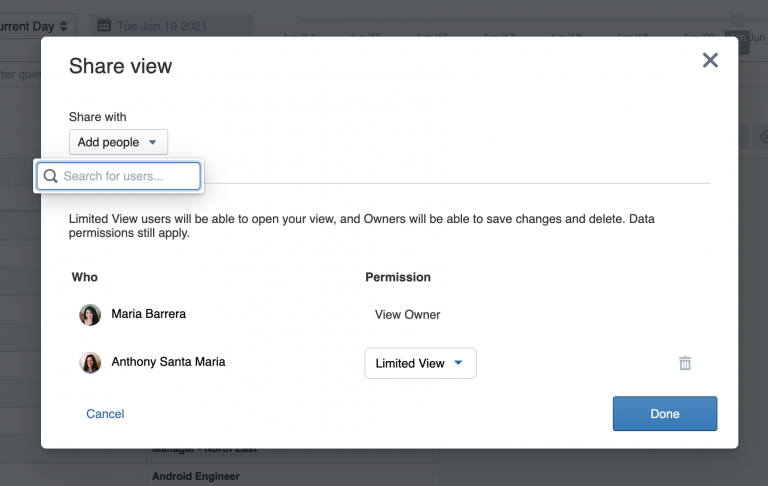 urrent Day
Tue Jan 19 2021
Jun
Share view
Share with
Add people
Search for users...
Limited View users will be able to open your view, and Owners will be able to save changes and delete. Data
permissions still apply.
Who Permission
Maria Barrera View Owner
Anthony Santa Maria Limited View
Cancel Done
Manager - North East
Android Engineer